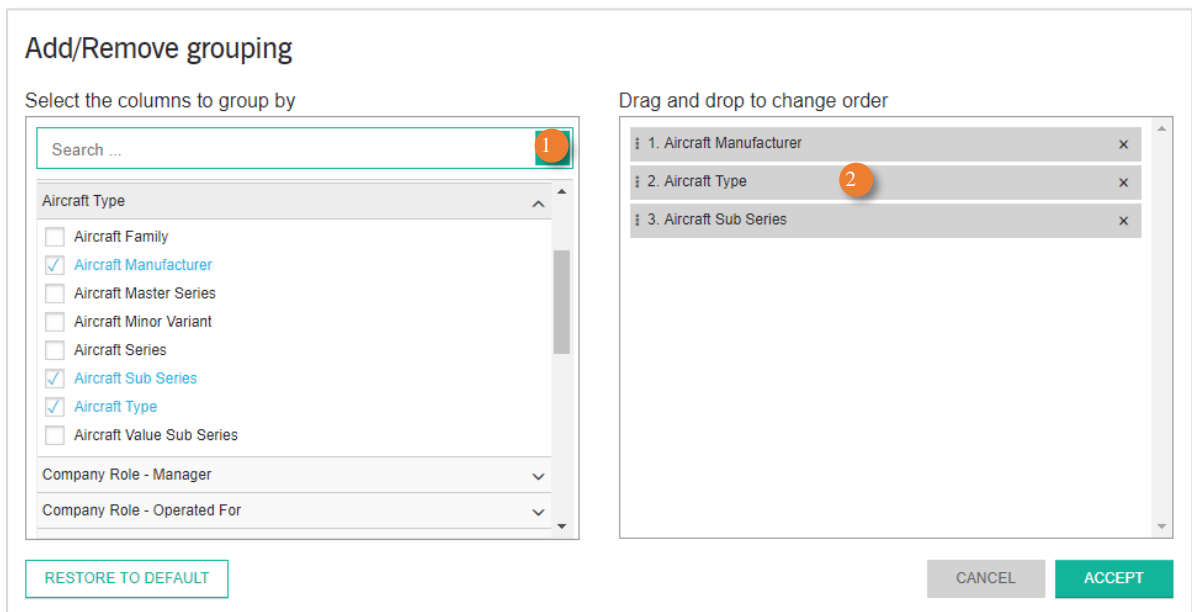 Add/Remove grouping
Select the columns to group by
Search ...
1
Aircraft Type
Aircraft Family
Aircraft Manufacturer
Aircraft Master Series
Aircraft Minor Variant
Aircraft Series
Aircraft Sub Series
Aircraft Type
Aircraft Value Sub Series
Company Role - Manager
Company Role - Operated For
Drag and drop to change order
1. Aircraft Manufacturer
2. Aircraft Type
2
3. Aircraft Sub Series
RESTORE TO DEFAULT
CANCEL
ACCEPT